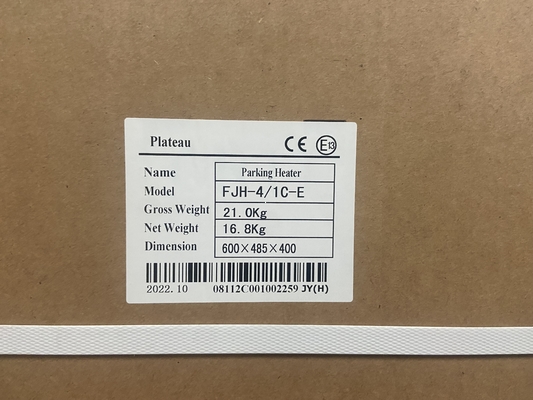 Plateau CE E13
Name Parking Heater
Model FJH-4/1C-E
Gross Weight 21.0Kg
Net Weight 16.8Kg
Dimension 600×485×400
2022.10 08112C001002259 JY(H)